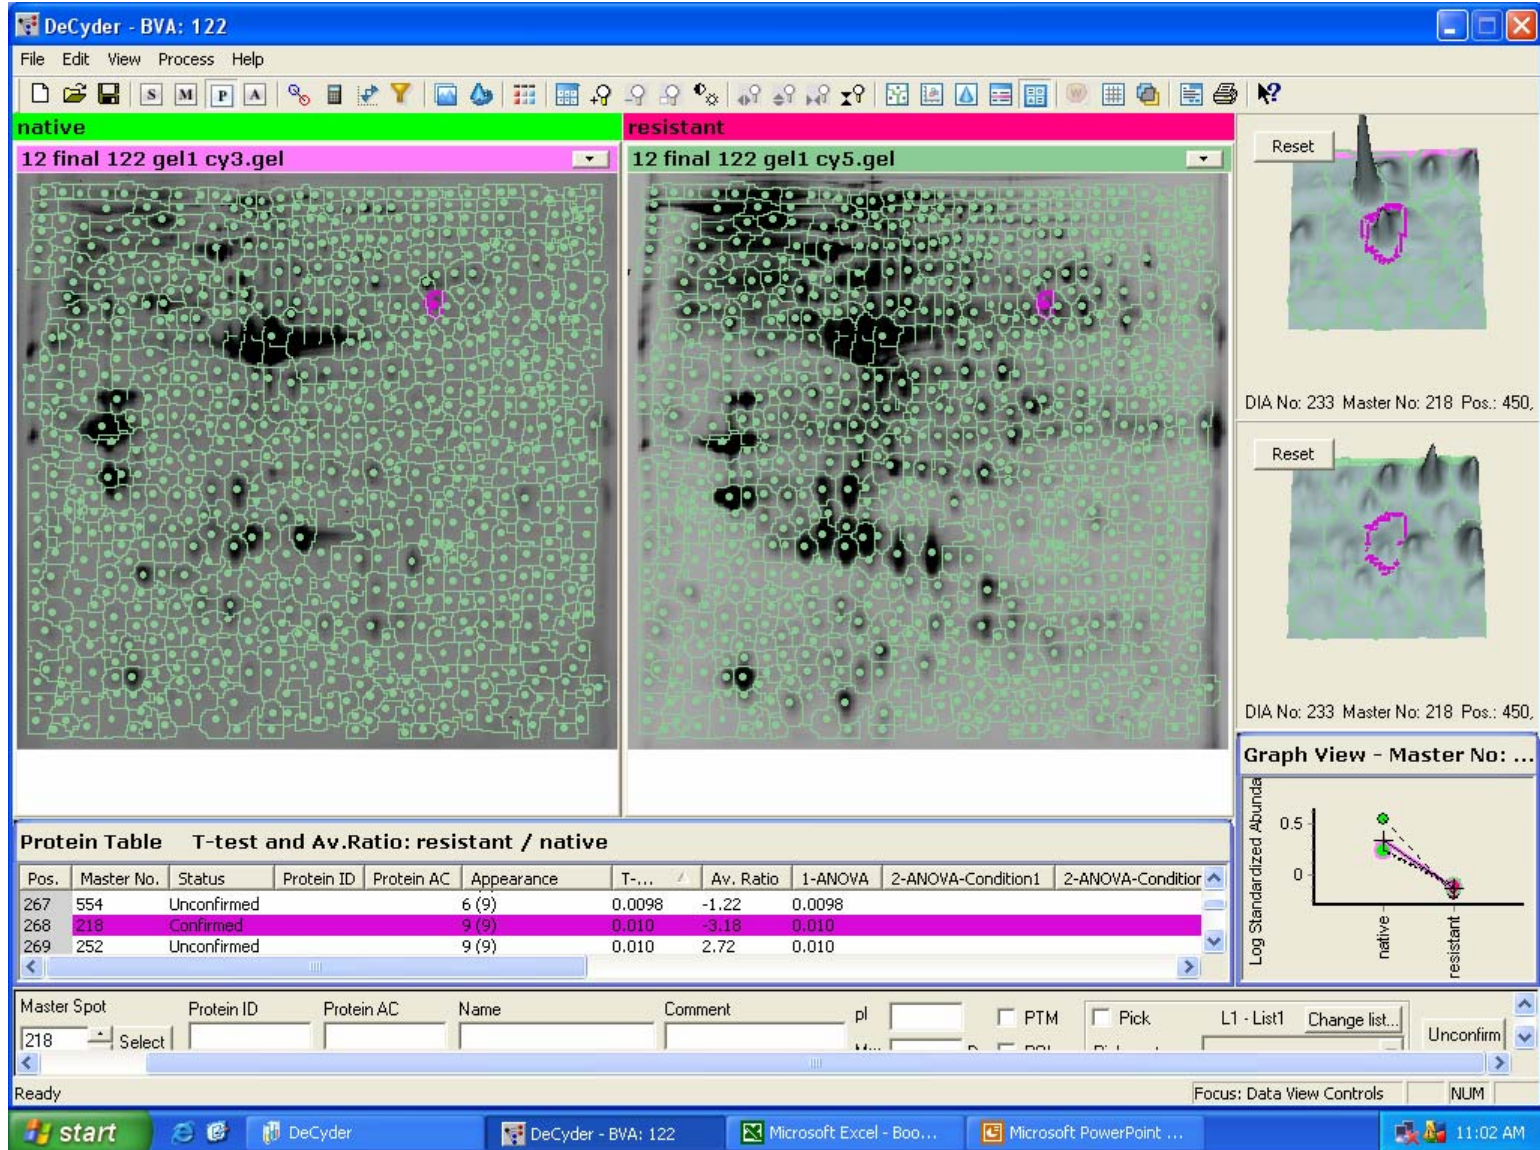 DeCyder - BVA: 122
File Edit View Process Help
S M P A
native
resistant
12 final 122 gel1 cy3.gel
12 final 122 gel1 cy5.gel
Reset
DIA No: 233 Master No: 218 Pos.: 450,
Reset
DIA No: 233 Master No: 218 Pos.: 450,
Graph View - Master No: ...
Log Standardized Abunda
0.5
0
native
resistant
Protein Table T-test and Av.Ratio: resistant / native
Pos. Master No. Status Protein ID Protein AC Appearance T-... Av. Ratio 1-ANOVA 2-ANOVA-Condition1 2-ANOVA-Condition
267 554 Unconfirmed 6 (9) 0.0098 -1.22 0.0098
268 218 Confirmed 9 (9) 0.010 -3.18 0.010
269 252 Unconfirmed 9 (9) 0.010 2.72 0.010
Master Spot Protein ID Protein AC Name Comment pI PTM Pick L1 - List1 Change list...
218 Select Unconfirm
Ready Focus: Data View Controls NUM
start DeCyder DeCyder - BVA: 122 Microsoft Excel - Boo... Microsoft PowerPoint ... 11:02 AM